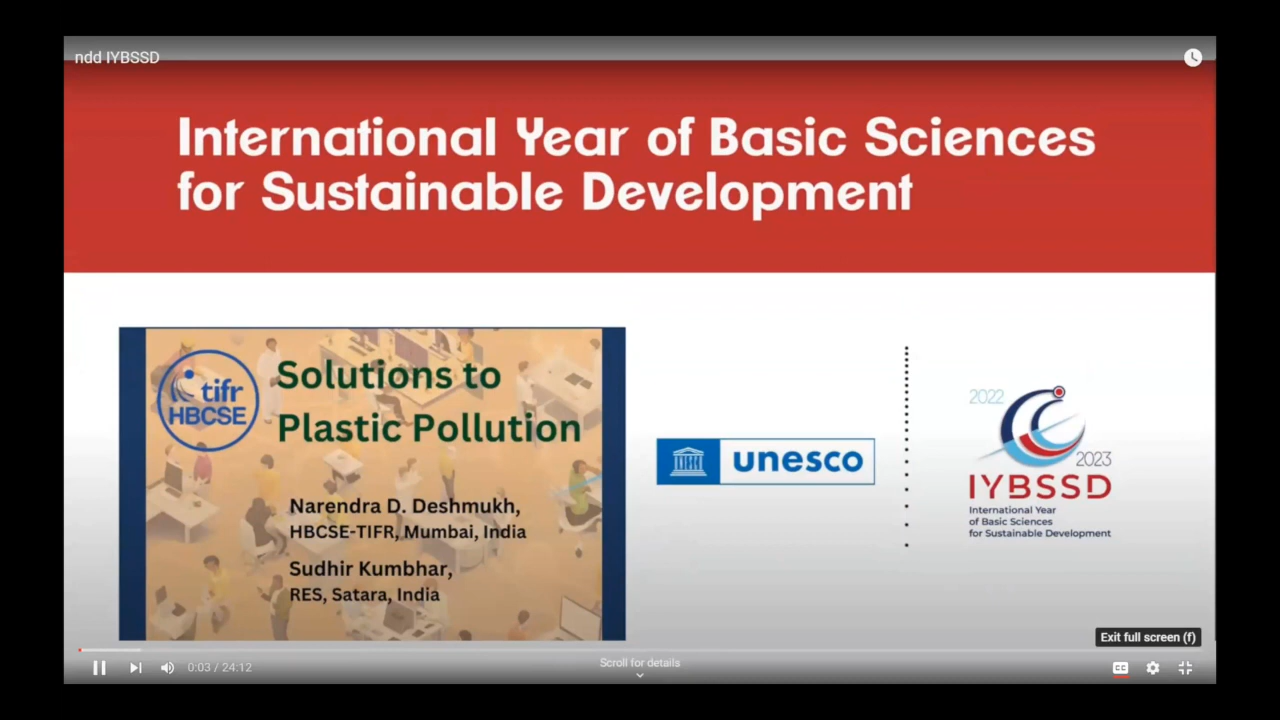 ndd IYBSSD
International Year of Basic Sciences
for Sustainable Development
tifr
HBCSE
Solutions to
Plastic Pollution
Narendra D. Deshmukh,
HBCSE-TIFR, Mumbai, India
Sudhir Kumbhar,
RES, Satara, India
unesco
2022
2023
IYBSSD
International Year
of Basic Sciences
for Sustainable Development
Exit full screen (f)
0:03 / 24:12
Scroll for details
CC